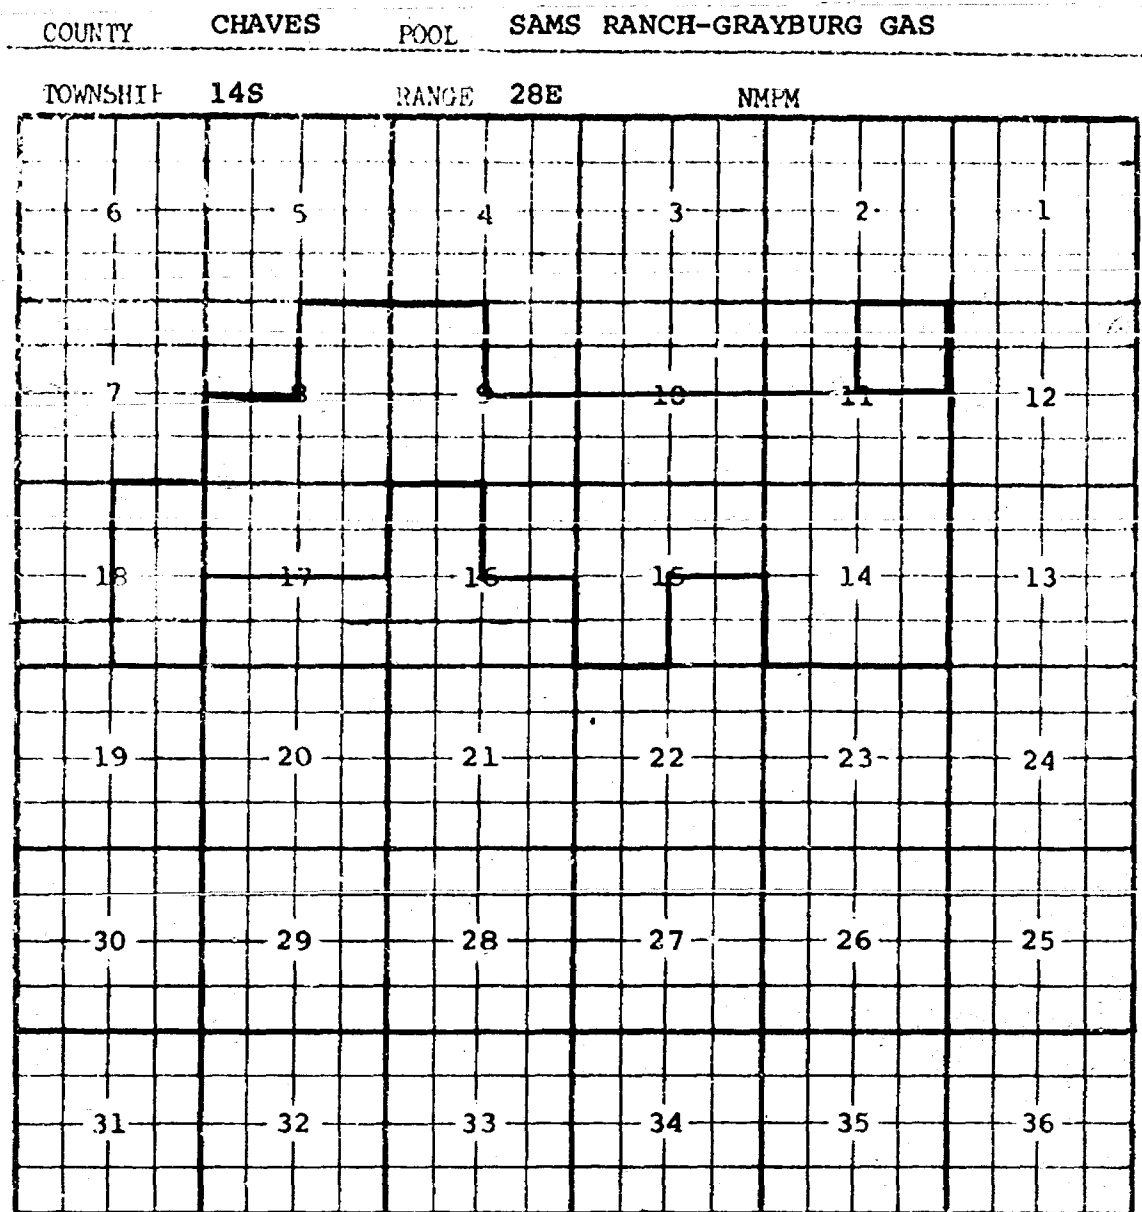 COUNTY CHAVES POOL SAMS RANCH-GRAYBURG GAS
TOWNSHIP 14S RANGE 28E NMPM
6 5 4 3 2 1
7 8 9 10 11 12
18 17 16 15 14 13
19 20 21 22 23 24
30 29 28 27 26 25
31 32 33 34 35 36